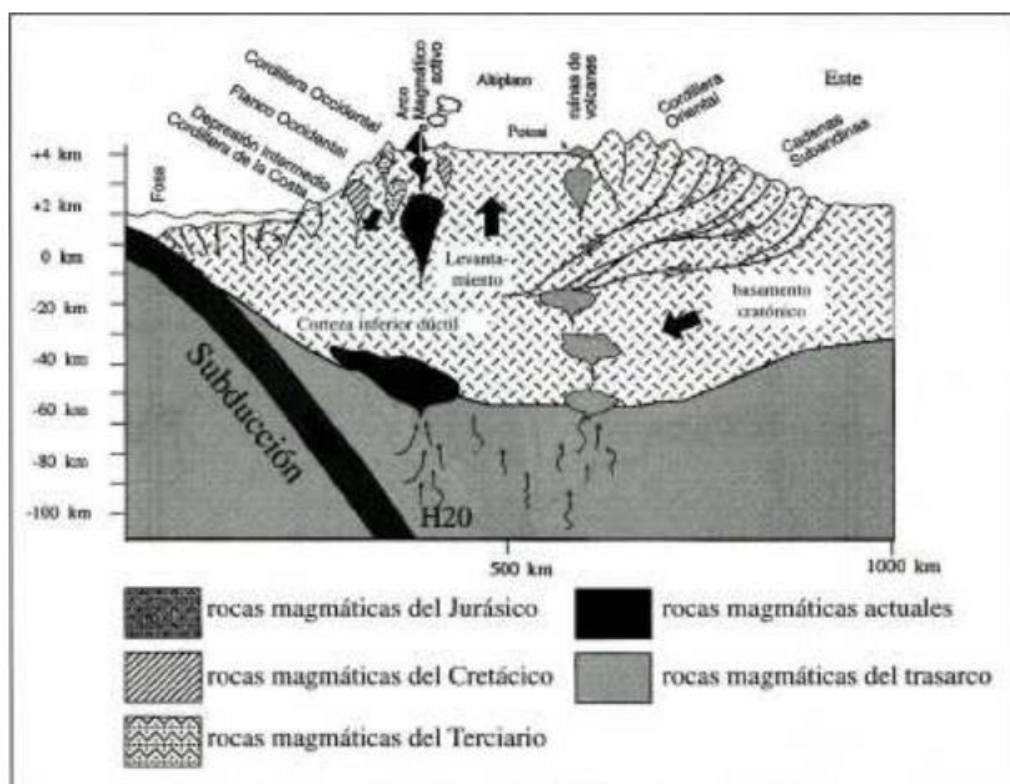 Cordillera Occidental
Flanco Occidental
Depresión Intermedia
Cordillera de la Costa
Fosa
Arco
Magmático
activo
Altiplano
Potosi
ruinas de
volcanes
Cordillera
Oriental
Cadenas
Subandinas
Este
+4 km
+2 km
0 km
-20 km
-40 km
-60 km
-80 km
-100 km
Levanta-
miento
Corteza inferior dúctil
basamento
cratónico
Subducción
H20
500 km
1000 km
rocas magmáticas del Jurásico
rocas magmáticas actuales
rocas magmáticas del Cretácico
rocas magmáticas del trasarco
rocas magmáticas del Terciario